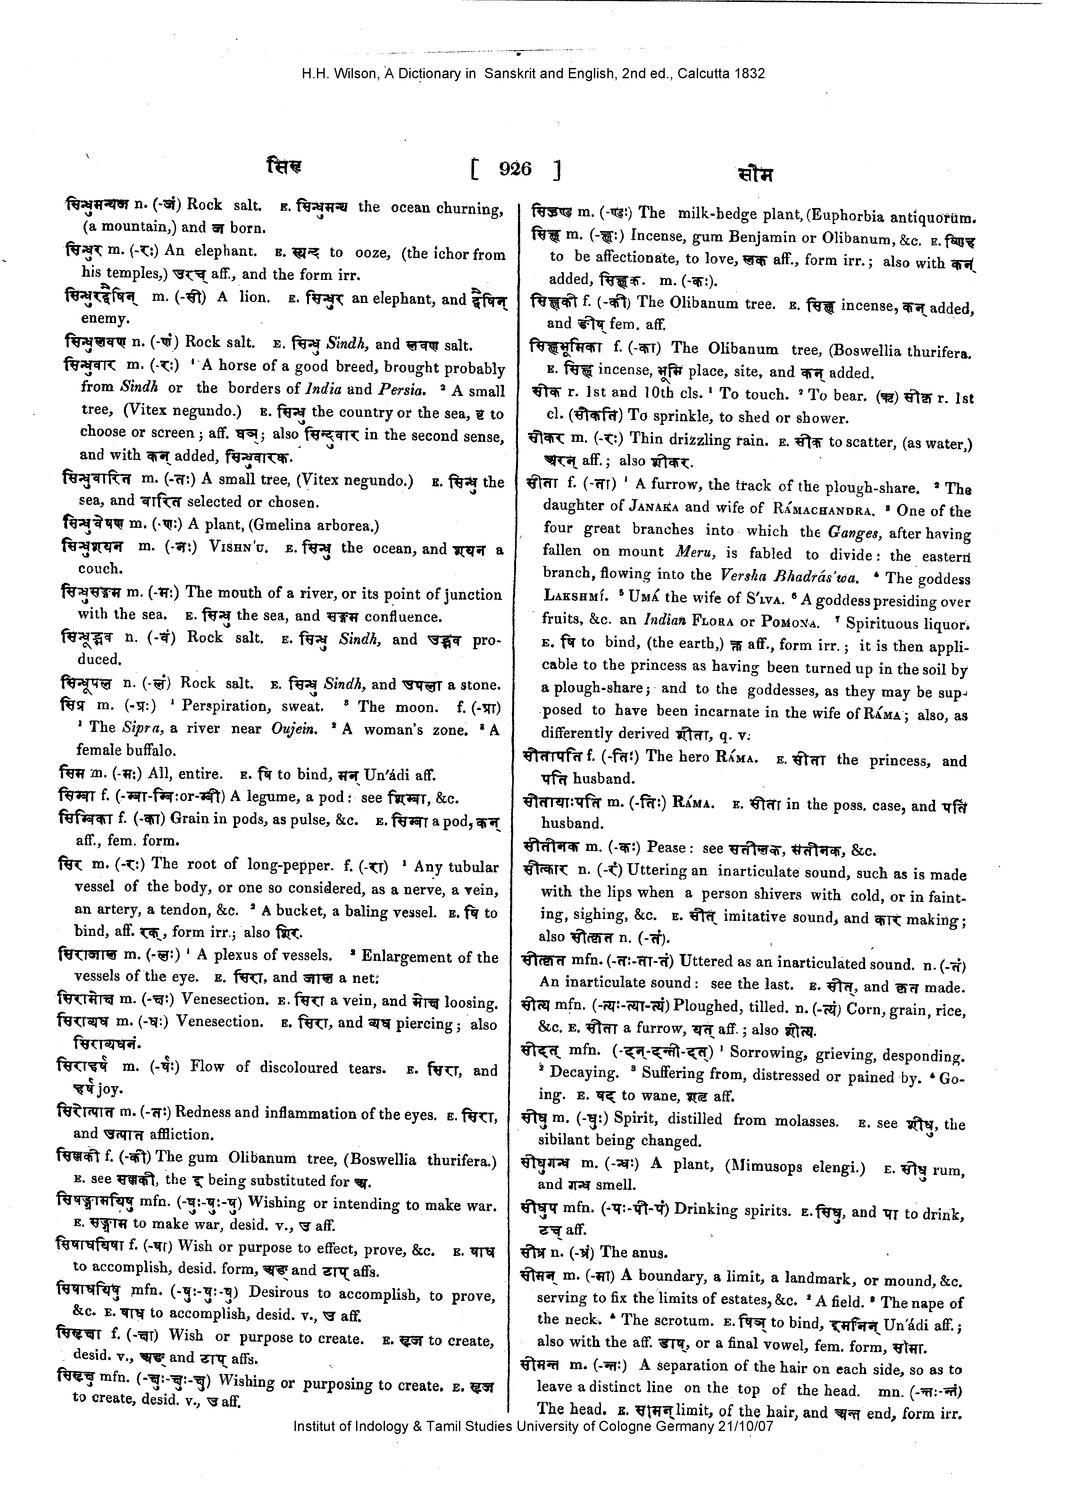 H.H. Wilson, A Dictionary in Sanskrit and English, 2nd ed., Calcutta 1832
सिसृ [ 926 ] सीम
सिन्धुमन्थज n. (-जं) Rock salt. E. सिन्धुमन्थ the ocean churning,
(a mountain,) and ज born.
सिन्धुर m. (-रः) An elephant. E. स्यन्द to ooze, (the ichor from
his temples,) उरच् aff., and the form irr.
सिन्धुरद्वेषिन् m. (-षी) A lion. E. सिन्धुर an elephant, and द्वेषिन्
enemy.
सिन्धुलवण n. (-णं) Rock salt. E. सिन्धु Sindh, and लवण salt.
सिन्धुवार m. (-रः) ¹ A horse of a good breed, brought probably
from Sindh or the borders of India and Persia. ² A small
tree, (Vitex negundo.) E. सिन्धु the country or the sea, वृ to
choose or screen; aff. घञ्; also सिन्दुवार in the second sense,
and with कन् added, सिन्धुवारक.
सिन्धुवारित m. (-तः) A small tree, (Vitex negundo.) E. सिन्धु the
sea, and वारित selected or chosen.
सिन्धुवेषण m. (-णः) A plant, (Gmelina arborea.)
सिन्धुशयन m. (-नः) VISHN'U. E. सिन्धु the ocean, and शयन a
couch.
सिन्धुसङ्गम m. (-मः) The mouth of a river, or its point of junction
with the sea. E. सिन्धु the sea, and सङ्गम confluence.
सिन्धूद्भव n. (-वं) Rock salt. E. सिन्धु Sindh, and उद्भव pro-
duced.
सिन्धूपल n. (-लं) Rock salt. E. सिन्धु Sindh, and उपल a stone.
सिप्र m. (-प्रः) ¹ Perspiration, sweat. ² The moon. f. (-प्रा)
¹ The Sipra, a river near Oujein. ² A woman's zone. ³ A
female buffalo.
सिम m. (-मः) All, entire. E. षि to bind, मन् Un'ádi aff.
सिम्बा f. (-म्बा-म्बिः or -म्बी) A legume, a pod: see शिम्बा, &c.
सिम्बिका f. (-का) Grain in pods, as pulse, &c. E. सिम्बा a pod, कन्
aff., fem. form.
सिर m. (-रः) The root of long-pepper. f. (-रा) ¹ Any tubular
vessel of the body, or one so considered, as a nerve, a vein,
an artery, a tendon, &c. ² A bucket, a baling vessel. E. षि to
bind, aff. रक्, form irr.; also शिर.
सिराजाल m. (-लः) ¹ A plexus of vessels. ² Enlargement of the
vessels of the eye. E. सिरा, and जाल a net:
सिरामोच m. (-चः) Venesection. E. सिरा a vein, and मोच loosing.
सिराव्यध m. (-धः) Venesection. E. सिरा, and व्यध piercing; also
सिराव्यधनं.
सिराहर्ष m. (-र्षः) Flow of discoloured tears. E. सिरा, and
हर्ष joy.
सिरोत्पात m. (-तः) Redness and inflammation of the eyes. E. सिरा,
and उत्पात affliction.
सिल्लकी f. (-की) The gum Olibanum tree, (Boswellia thurifera.)
E. see सल्लकी, the इ being substituted for अ.
सिषङ्ग्रामयिषु mfn. (-षुः-षुः-षु) Wishing or intending to make war.
E. सङ्ग्राम to make war, desid. v., उ aff.
सिषाधयिषा f. (-षा) Wish or purpose to effect, prove, &c. E. षाध
to accomplish, desid. form, अङ् and टाप् affs.
सिषाधयिषु mfn. (-षुः-षुः-षु) Desirous to accomplish, to prove,
&c. E. षाध to accomplish, desid. v., उ aff.
सिसृक्षा f. (-क्षा) Wish or purpose to create. E. सृज to create,
desid. v., अङ् and टाप् affs.
सिसृक्षु mfn. (-क्षुः-क्षुः-क्षु) Wishing or purposing to create. E. सृज
to create, desid. v., उ aff.
सिह्नुण्ड m. (-ण्डः) The milk-hedge plant, (Euphorbia antiquorum.
सिह्ल m. (-ह्लः) Incense, gum Benjamin or Olibanum, &c. E. ष्णिह
to be affectionate, to love, लक aff., form irr.; also with कन्
added, सिह्लक. m. (-कः).
सिह्लकी f. (-की) The Olibanum tree. E. सिह्ल incense, कन् added,
and ङीष् fem. aff.
सिह्लभूमिका f. (-का) The Olibanum tree, (Boswellia thurifera.
E. सिह्ल incense, भूमि place, site, and कन् added.
सीक r. 1st and 10th cls. ¹ To touch. ² To bear. (ऋ) सीकृ r. 1st
cl. (सीकति) To sprinkle, to shed or shower.
सीकर m. (-रः) Thin drizzling rain. E. सीक to scatter, (as water,)
अरन् aff.; also शीकर.
सीता f. (-ता) ¹ A furrow, the track of the plough-share. ² The
daughter of JANAKA and wife of RÁMACHANDRA. ³ One of the
four great branches into which the Ganges, after having
fallen on mount Meru, is fabled to divide: the eastern
branch, flowing into the Versha Bhadrás'wa. ⁴ The goddess
LAKSHMÍ. ⁵ UMÁ the wife of S'IVA. ⁶ A goddess presiding over
fruits, &c. an Indian FLORA or POMONA. ⁷ Spirituous liquor.
E. षि to bind, (the earth,) क्त aff., form irr.; it is then appli-
cable to the princess as having been turned up in the soil by
a plough-share; and to the goddesses, as they may be sup-
posed to have been incarnate in the wife of RÁMA; also, as
differently derived शीता, q. v.
सीतापति f. (-तिः) The hero RÁMA. E. सीता the princess, and
पति husband.
सीतायाःपति m. (-तिः) RÁMA. E. सीता in the poss. case, and पति
husband.
सीतीनक m. (-कः) Pease: see सतीलक, सतीनक, &c.
सीत्कार n. (-रं) Uttering an inarticulate sound, such as is made
with the lips when a person shivers with cold, or in faint-
ing, sighing, &c. E. सीत् imitative sound, and कार making;
also सीत्कृत n. (-तं).
सीत्कृत mfn. (-तः-ता-तं) Uttered as an inarticulated sound. n. (-तं)
An inarticulate sound: see the last. E. सीत्, and कृत made.
सीत्य mfn. (-त्यः-त्या-त्यं) Ploughed, tilled. n. (-त्यं) Corn, grain, rice,
&c. E. सीता a furrow, यत् aff.; also शीत्य.
सीदत् mfn. (-दन्-दन्ती-दत्) ¹ Sorrowing, grieving, desponding.
² Decaying. ³ Suffering from, distressed or pained by. ⁴ Go-
ing. E. षद् to wane, शतृ aff.
सीधु m. (-धुः) Spirit, distilled from molasses. E. see शीधु, the
sibilant being changed.
सीधुगन्ध m. (-न्धः) A plant, (Mimusops elengi.) E. सीधु rum,
and गन्ध smell.
सीधुप mfn. (-पः-पी-पं) Drinking spirits. E. सिधु, and पा to drink,
टच् aff.
सीध्र n. (-ध्रं) The anus.
सीमन् m. (-मा) A boundary, a limit, a landmark, or mound, &c.
serving to fix the limits of estates, &c. ² A field. ³ The nape of
the neck. ⁴ The scrotum. E. षिञ् to bind, इमनिन् Un'ádi aff.;
also with the aff. डाप्, or a final vowel, fem. form, सीमा.
सीमन्त m. (-न्तः) A separation of the hair on each side, so as to
leave a distinct line on the top of the head. mn. (-न्तः-न्तं)
The head. E. सीमन् limit, of the hair, and अन्त end, form irr.
Institut of Indology & Tamil Studies University of Cologne Germany 21/10/07